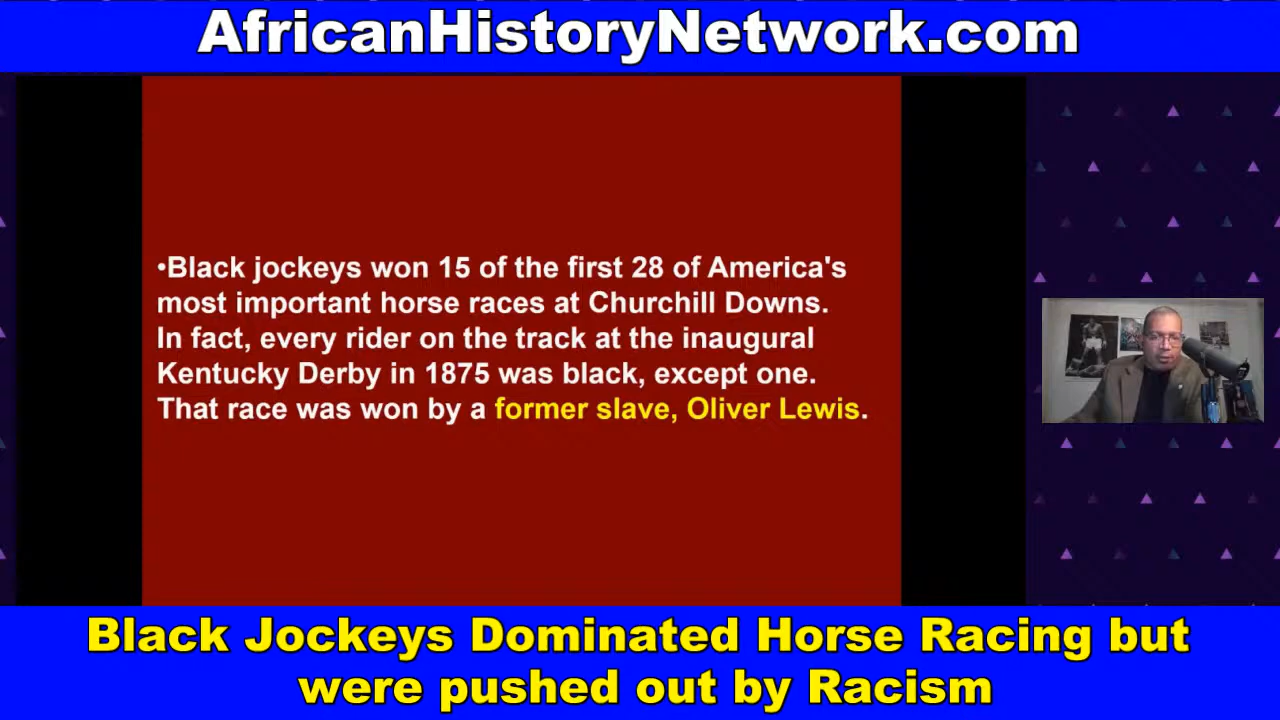 AfricanHistoryNetwork.com
•Black jockeys won 15 of the first 28 of America's
most important horse races at Churchill Downs.
In fact, every rider on the track at the inaugural
Kentucky Derby in 1875 was black, except one.
That race was won by a former slave, Oliver Lewis.
Black Jockeys Dominated Horse Racing but
were pushed out by Racism